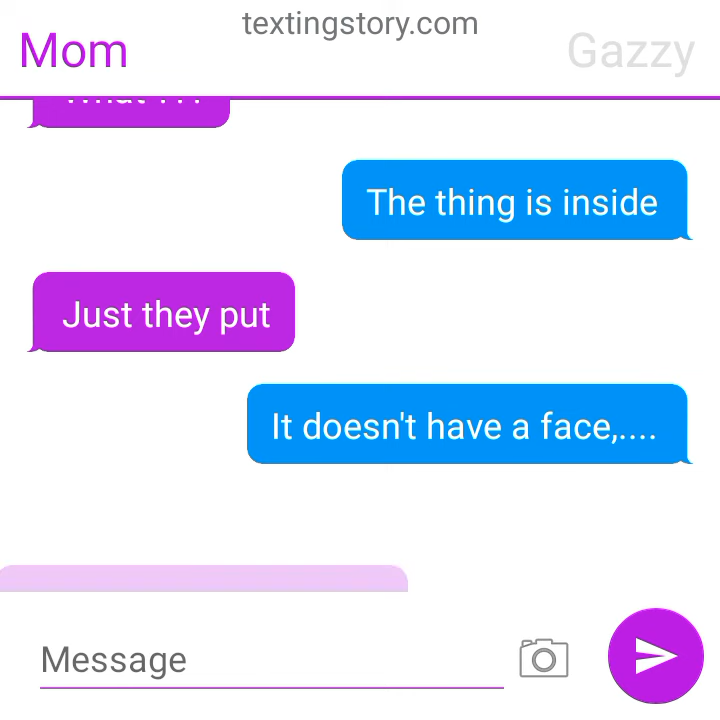 textingstory.com
Mom
Gazzy
The thing is inside
Just they put
It doesn't have a face,....
Message